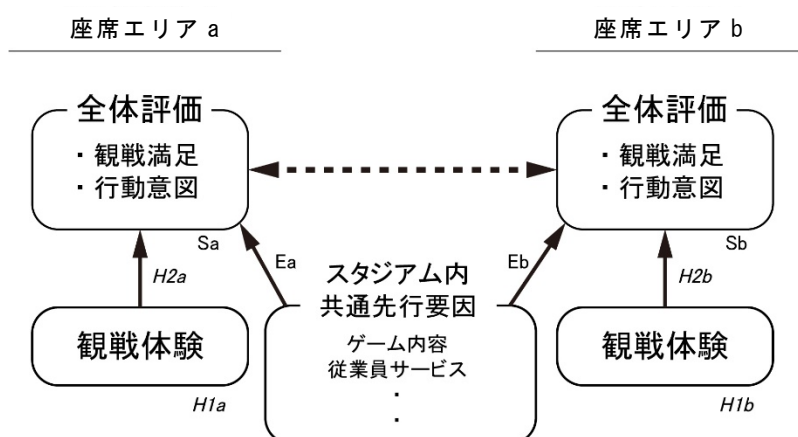 座席エリア a
座席エリア b
全体評価
・観戦満足
・行動意図
Sa
全体評価
・観戦満足
・行動意図
Sb
H2a
Ea
スタジアム内
共通先行要因
Eb
H2b
観戦体験
H1a
ゲーム内容
従業員サービス
・
・
観戦体験
H1b